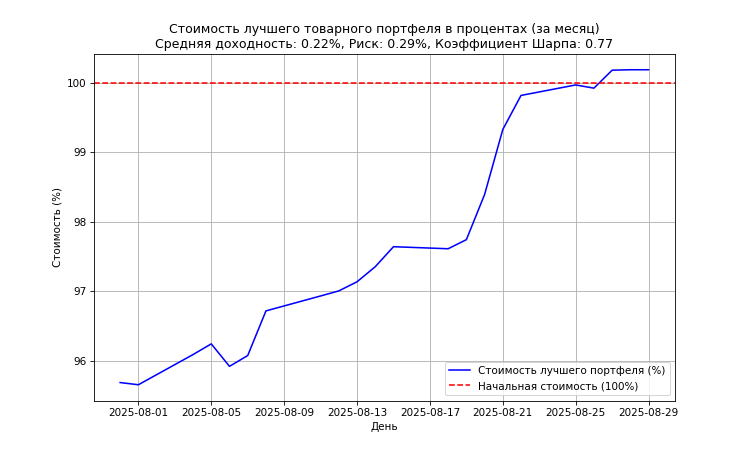 Стоимость лучшего товарного портфеля в процентах (за месяц)
Средняя доходность: 0.22%, Риск: 0.29%, Коэффициент Шарпа: 0.77
Стоимость (%)
100
99
98
97
96
Стоимость лучшего портфеля (%)
Начальная стоимость (100%)
2025-08-01 2025-08-05 2025-08-09 2025-08-13 2025-08-17 2025-08-21 2025-08-25 2025-08-29
День